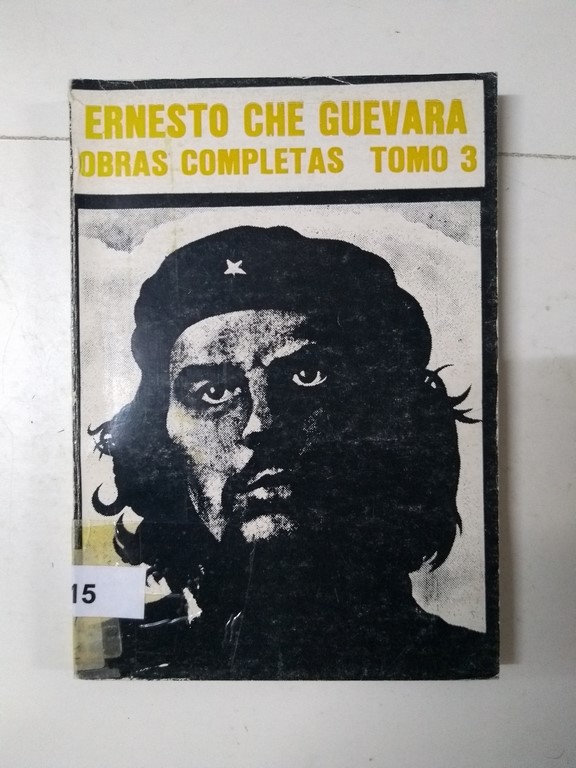 ERNESTO CHE GUEVARA
OBRAS COMPLETAS TOMO 3
15